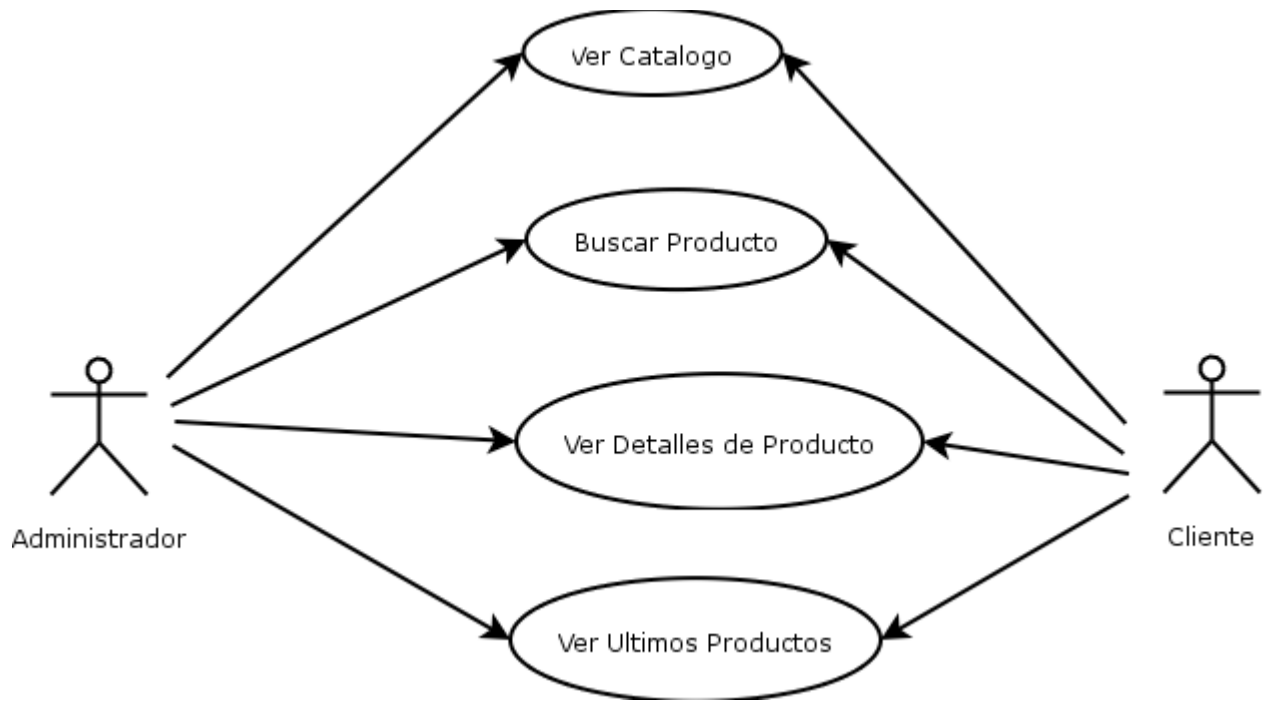 Ver Catalogo
Buscar Producto
Ver Detalles de Producto
Administrador
Cliente
Ver Ultimos Productos